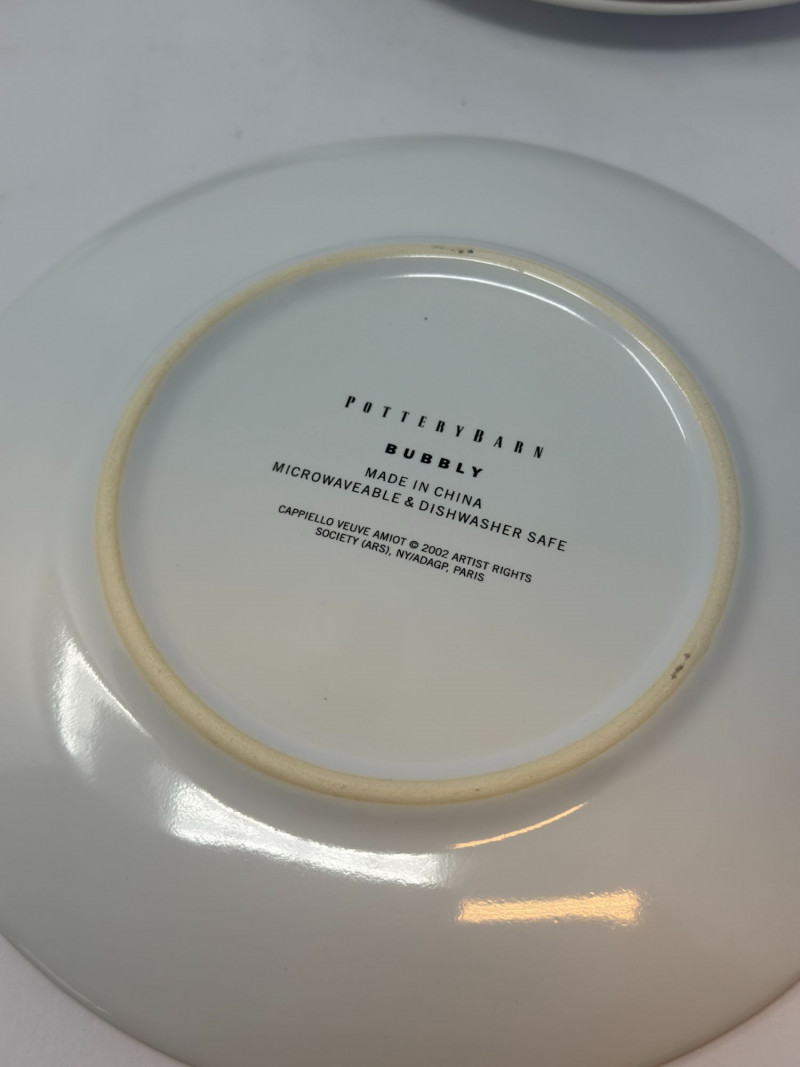 POTTERYBARN
BUBBLY
MADE IN CHINA
MICROWAVEABLE & DISHWASHER SAFE
CAPPIELLO VEUVE AMIOT © 2002 ARTIST RIGHTS
SOCIETY (ARS), NY/ADAGP, PARIS